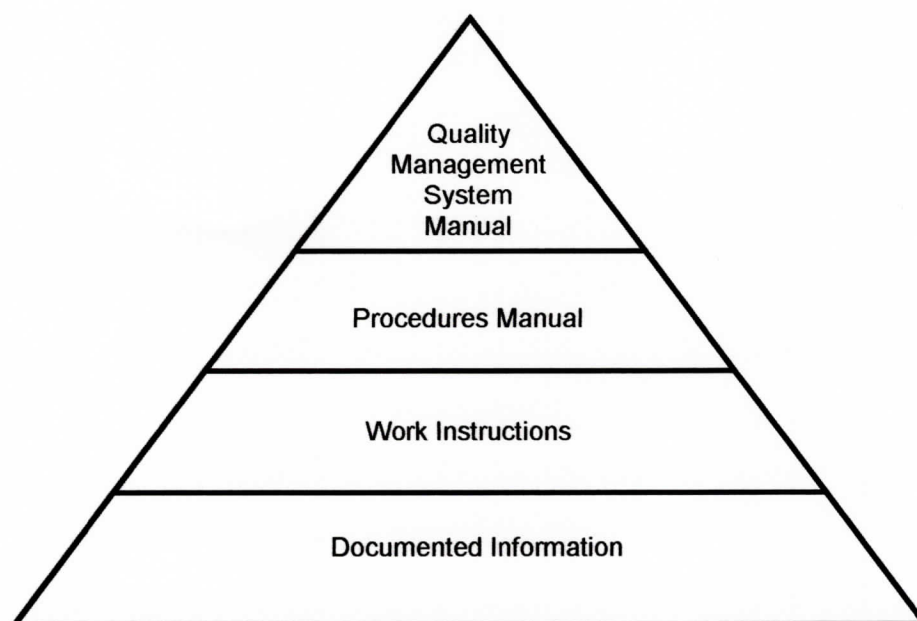 Quality
Management
System
Manual
Procedures Manual
Work Instructions
Documented Information